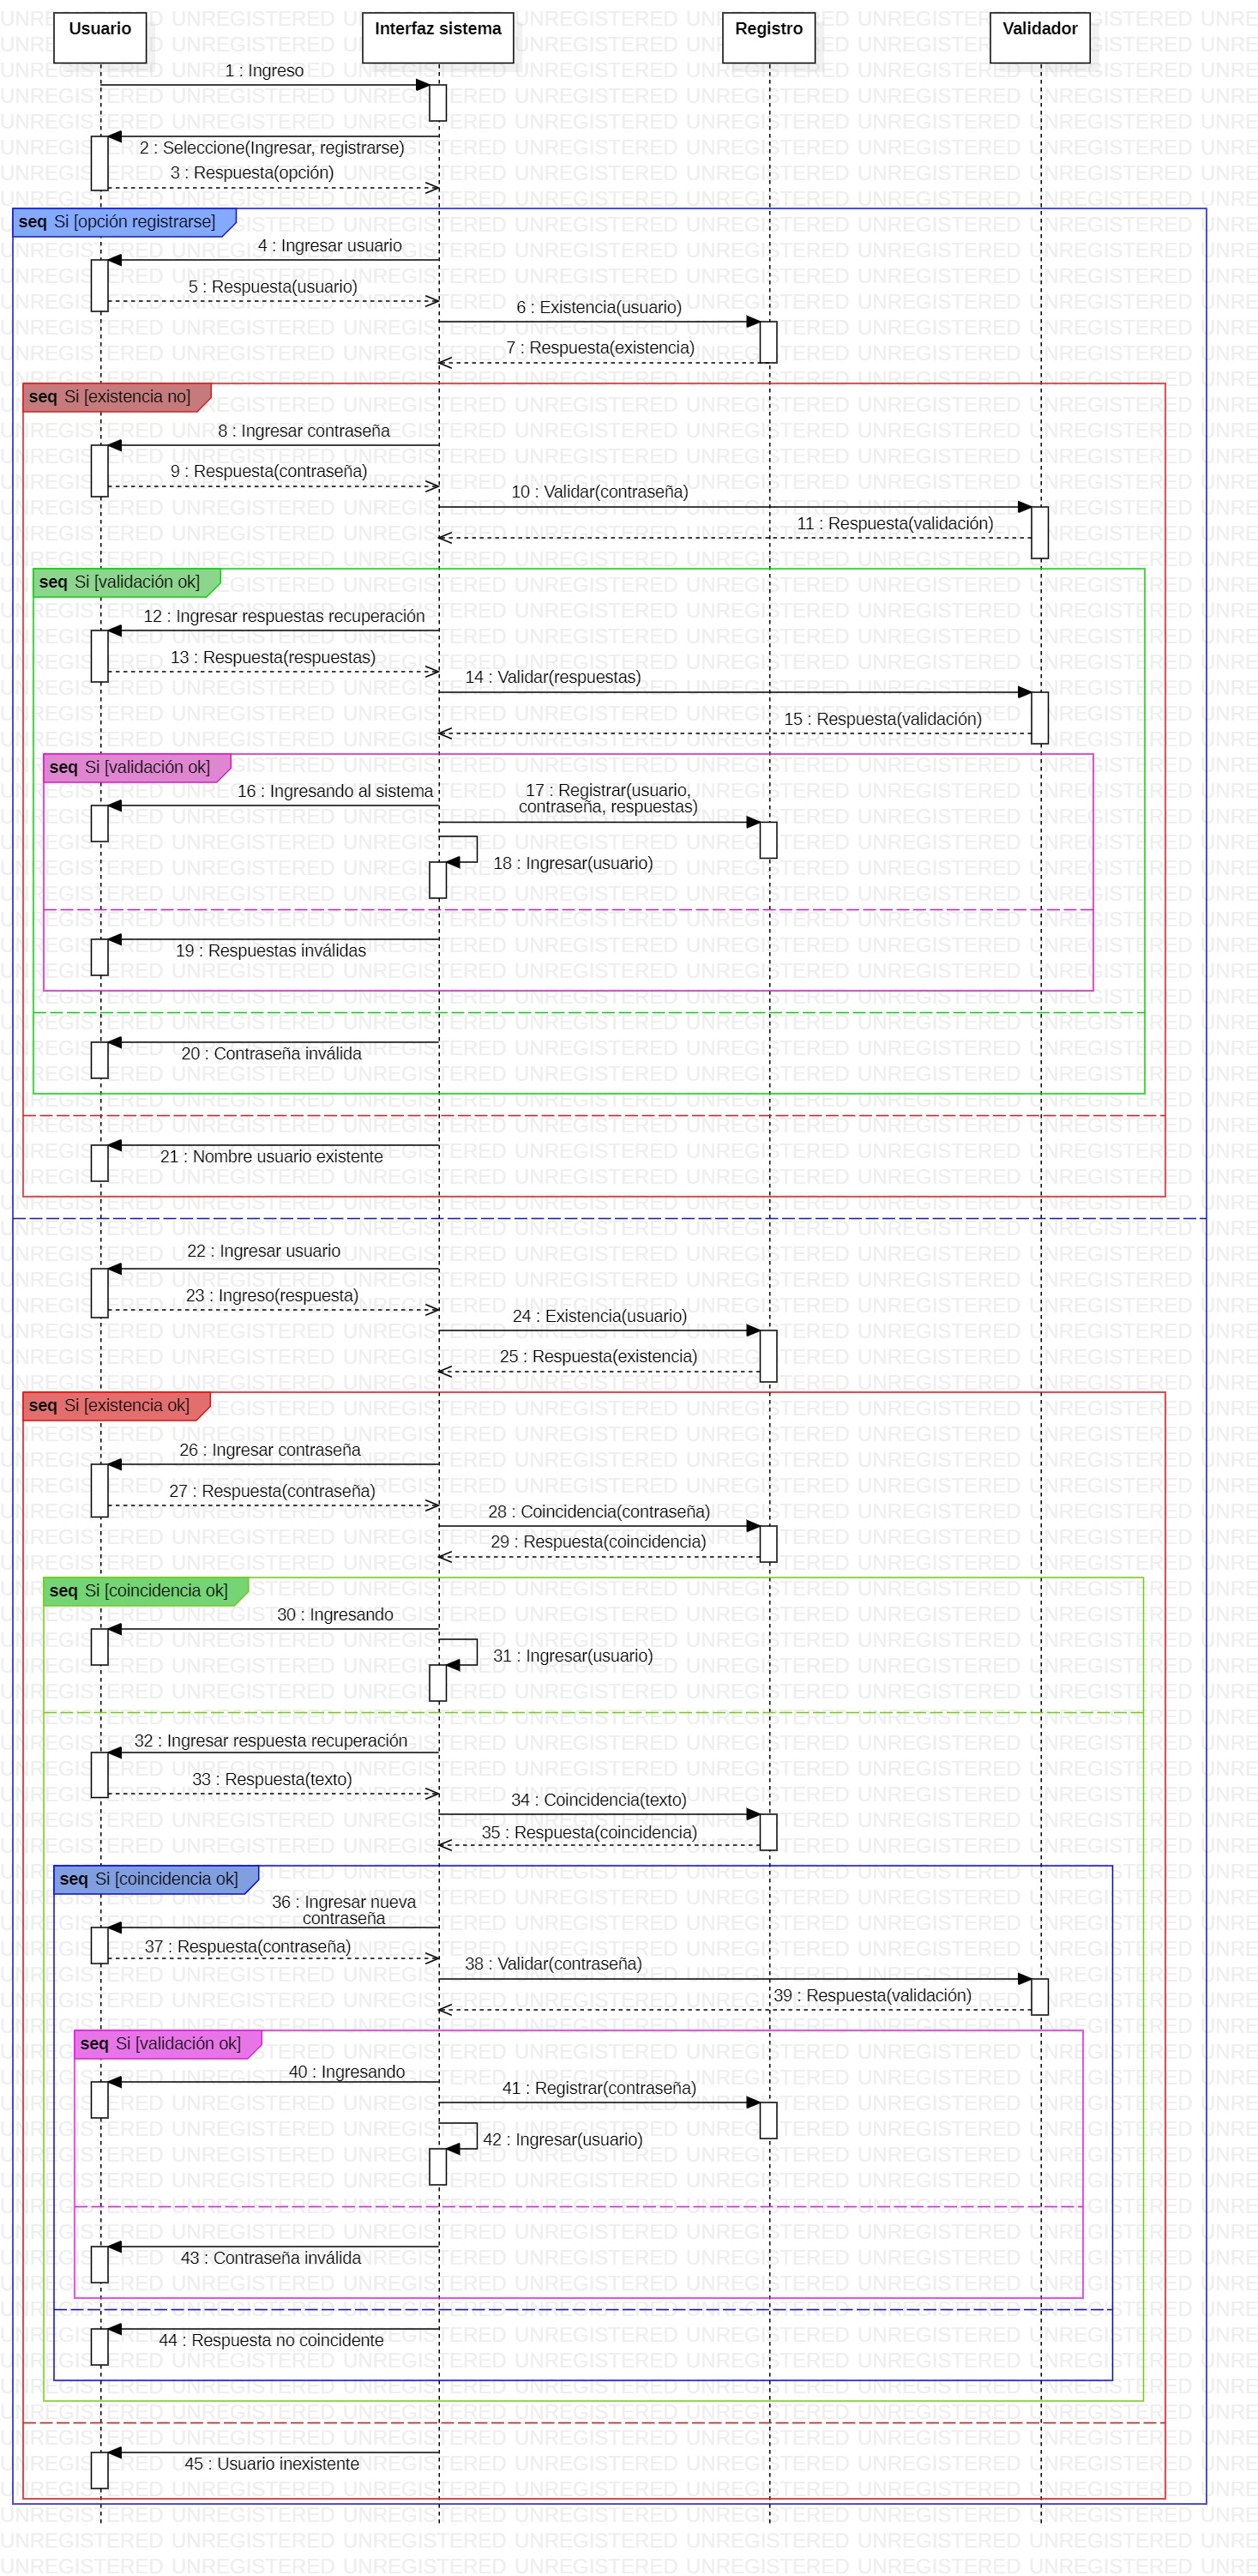 Usuario
Interfaz sistema
Registro
Validador
1 : Ingreso
2 : Seleccione(Ingresar, registrarse)
3 : Respuesta(opción)
seq Si [opción registrarse]
4 : Ingresar usuario
5 : Respuesta(usuario)
6 : Existencia(usuario)
7 : Respuesta(existencia)
seq Si [existencia no]
8 : Ingresar contraseña
9 : Respuesta(contraseña)
10 : Validar(contraseña)
11 : Respuesta(validación)
seq Si [validación ok]
12 : Ingresar respuestas recuperación
13 : Respuesta(respuestas)
14 : Validar(respuestas)
15 : Respuesta(validación)
seq Si [validación ok]
16 : Ingresando al sistema
17 : Registrar(usuario,
contraseña, respuestas)
18 : Ingresar(usuario)
19 : Respuestas inválidas
20 : Contraseña inválida
21 : Nombre usuario existente
22 : Ingresar usuario
23 : Ingreso(respuesta)
24 : Existencia(usuario)
25 : Respuesta(existencia)
seq Si [existencia ok]
26 : Ingresar contraseña
27 : Respuesta(contraseña)
28 : Coincidencia(contraseña)
29 : Respuesta(coincidencia)
seq Si [coincidencia ok]
30 : Ingresando
31 : Ingresar(usuario)
32 : Ingresar respuesta recuperación
33 : Respuesta(texto)
34 : Coincidencia(texto)
35 : Respuesta(coincidencia)
seq Si [coincidencia ok]
36 : Ingresar nueva
contraseña
37 : Respuesta(contraseña)
38 : Validar(contraseña)
39 : Respuesta(validación)
seq Si [validación ok]
40 : Ingresando
41 : Registrar(contraseña)
42 : Ingresar(usuario)
43 : Contraseña inválida
44 : Respuesta no coincidente
45 : Usuario inexistente